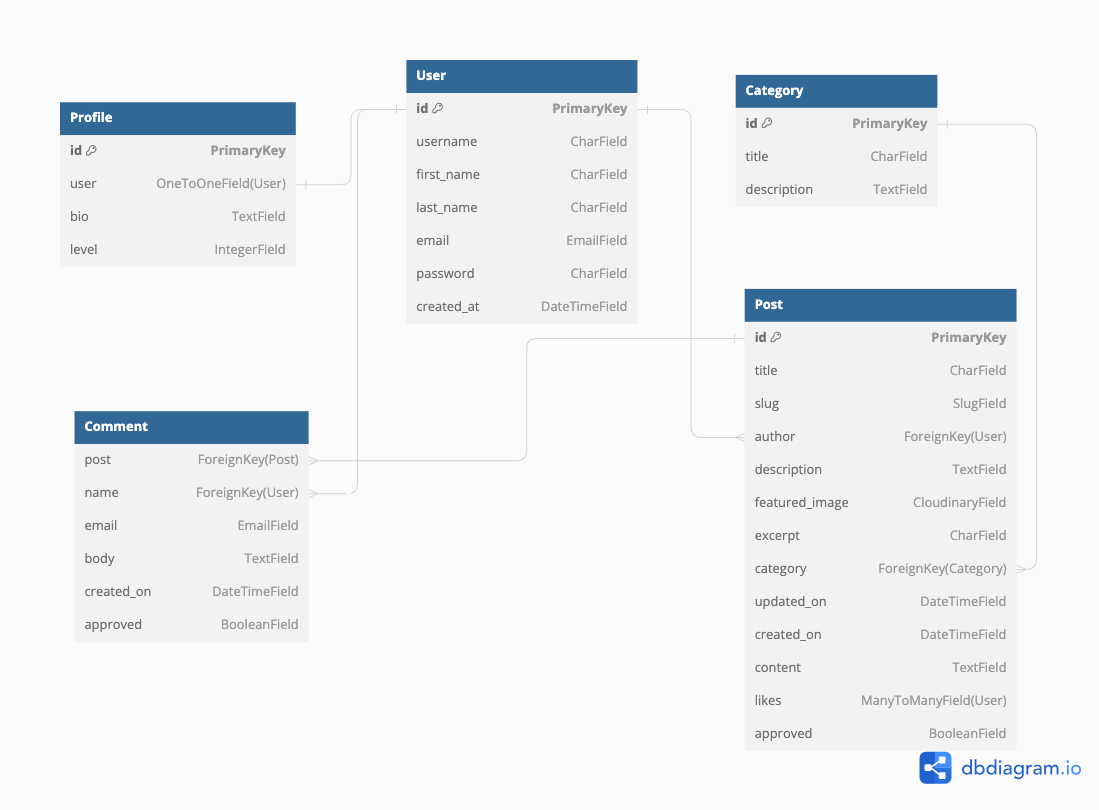 Profile
id PrimaryKey
user OneToOneField(User)
bio TextField
level IntegerField
User
id PrimaryKey
username CharField
first_name CharField
last_name CharField
email EmailField
password CharField
created_at DateTimeField
Category
id PrimaryKey
title CharField
description TextField
Comment
post ForeignKey(Post)
name ForeignKey(User)
email EmailField
body TextField
created_on DateTimeField
approved BooleanField
Post
id PrimaryKey
title CharField
slug SlugField
author ForeignKey(User)
description TextField
featured_image CloudinaryField
excerpt CharField
category ForeignKey(Category)
updated_on DateTimeField
created_on DateTimeField
content TextField
likes ManyToManyField(User)
approved BooleanField
dbdiagram.io